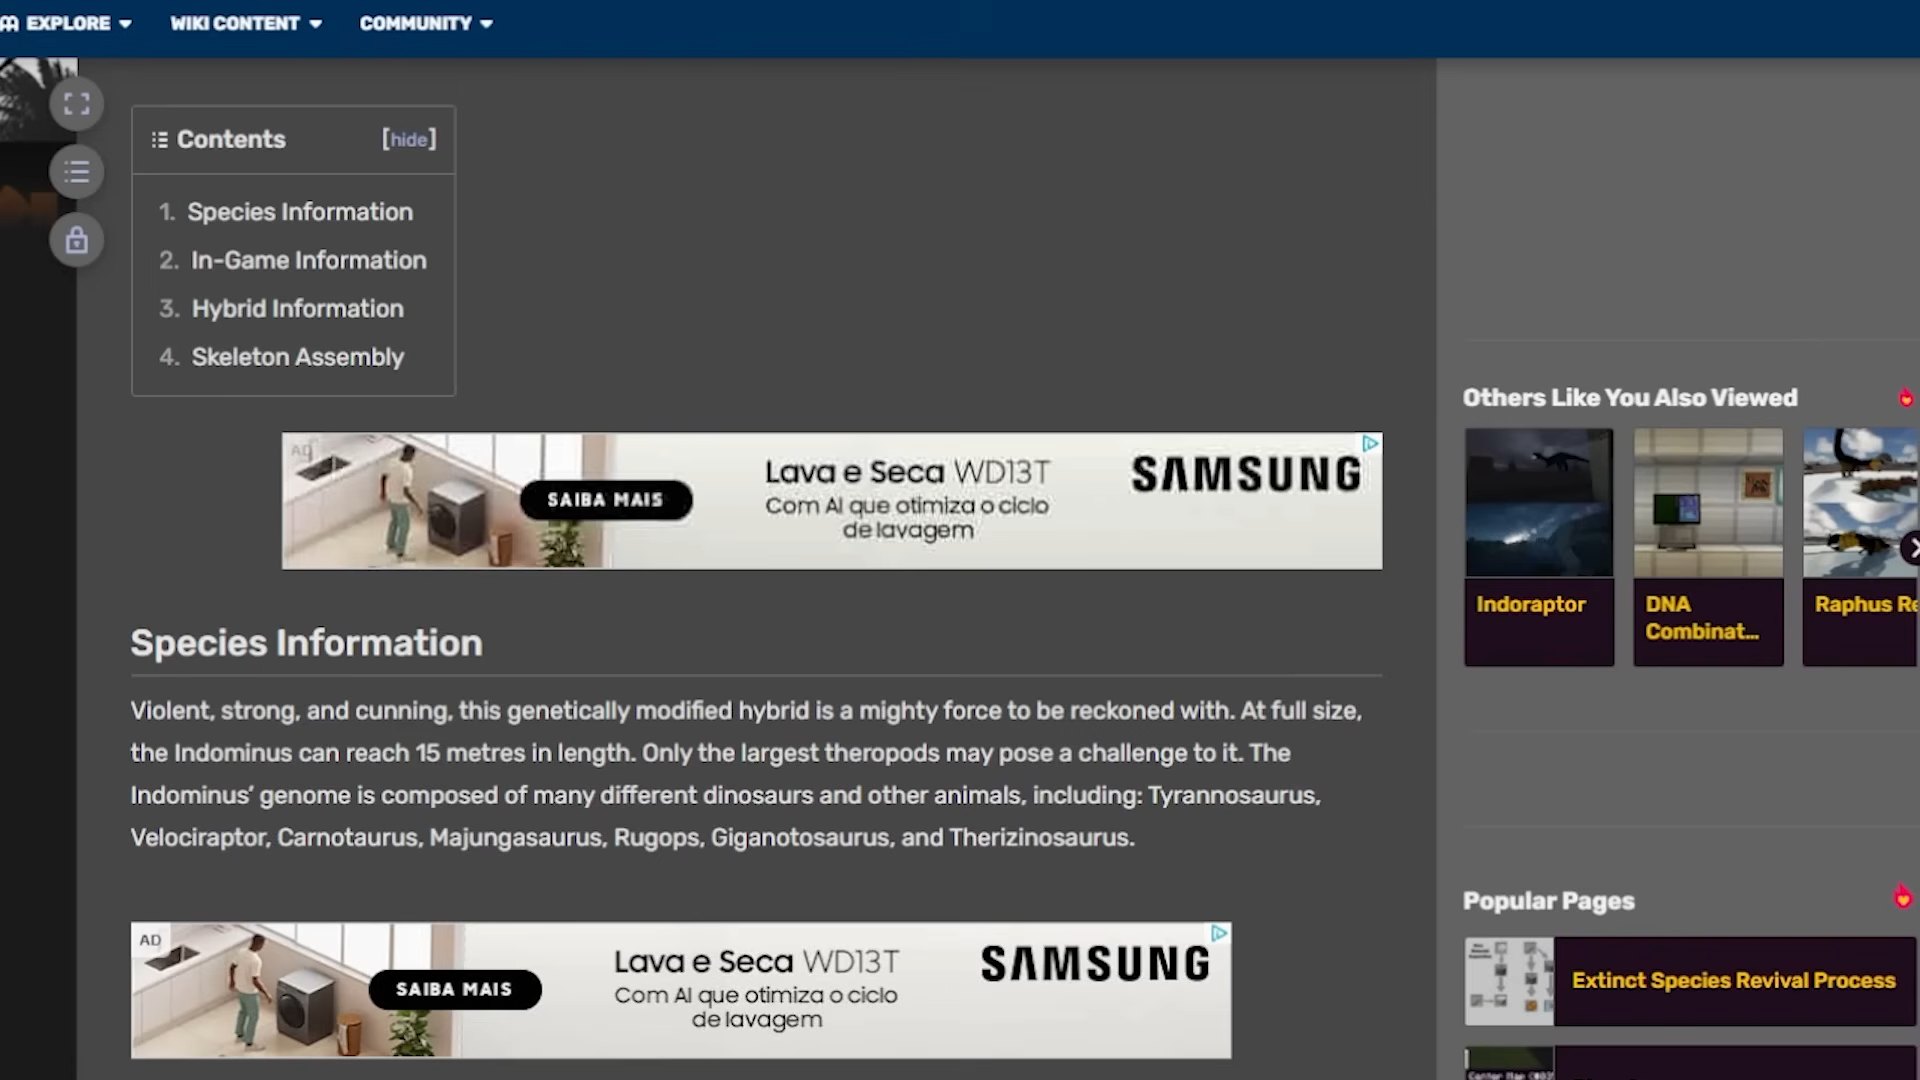 EXPLORE
WIKI CONTENT
COMMUNITY
Contents [hide]
1. Species Information
2. In-Game Information
3. Hybrid Information
4. Skeleton Assembly
AD
SAIBA MAIS
Lava e Seca WD13T
Com AI que otimiza o ciclo
de lavagem
SAMSUNG
Species Information
Violent, strong, and cunning, this genetically modified hybrid is a mighty force to be reckoned with. At full size,
the Indominus can reach 15 metres in length. Only the largest theropods may pose a challenge to it. The
Indominus’ genome is composed of many different dinosaurs and other animals, including: Tyrannosaurus,
Velociraptor, Carnotaurus, Majungasaurus, Rugops, Giganotosaurus, and Therizinosaurus.
AD
SAIBA MAIS
Lava e Seca WD13T
Com AI que otimiza o ciclo
de lavagem
SAMSUNG
Others Like You Also Viewed
Indoraptor
DNA
Combinat...
Raphus Re
Popular Pages
Extinct Species Revival Process